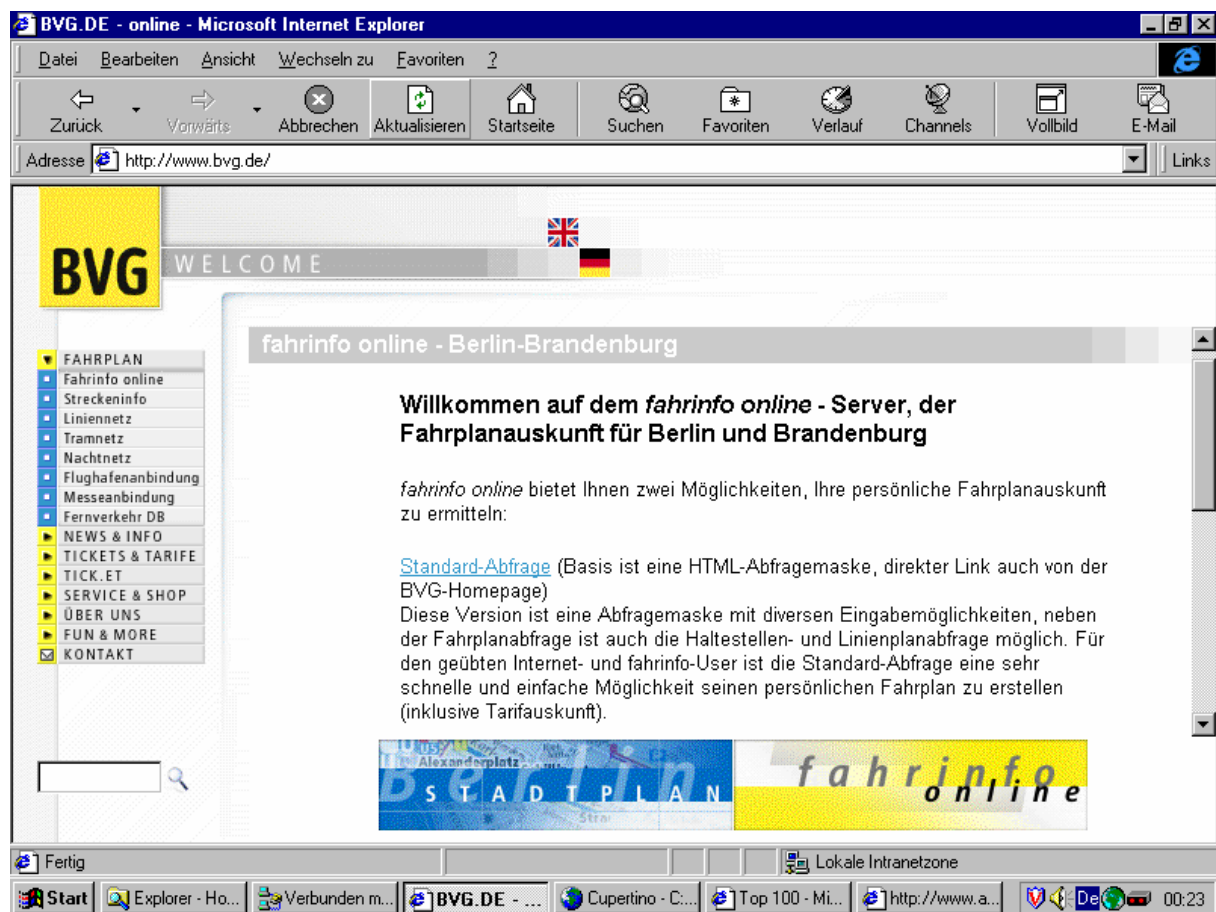 BVG.DE - online - Microsoft Internet Explorer
Datei Bearbeiten Ansicht Wechseln zu Favoriten ?
Zurück Vorwärts Abbrechen Aktualisieren Startseite Suchen Favoriten Verlauf Channels Vollbild E-Mail
Adresse http://www.bvg.de/ Links
BVG WELCOME
fahrinfo online - Berlin-Brandenburg
FAHRPLAN
Fahrinfo online
Streckeninfo
Liniennetz
Tramnetz
Nachtnetz
Flughafenanbindung
Messeanbindung
Fernverkehr DB
NEWS & INFO
TICKETS & TARIFE
TICK.ET
SERVICE & SHOP
ÜBER UNS
FUN & MORE
KONTAKT
Willkommen auf dem fahrinfo online - Server, der
Fahrplanauskunft für Berlin und Brandenburg
fahrinfo online bietet Ihnen zwei Möglichkeiten, Ihre persönliche Fahrplanauskunft
zu ermitteln:
Standard-Abfrage (Basis ist eine HTML-Abfragemaske, direkter Link auch von der
BVG-Homepage)
Diese Version ist eine Abfragemaske mit diversen Eingabemöglichkeiten, neben
der Fahrplanabfrage ist auch die Haltestellen- und Linienplanabfrage möglich. Für
den geübten Internet- und fahrinfo-User ist die Standard-Abfrage eine sehr
schnelle und einfache Möglichkeit seinen persönlichen Fahrplan zu erstellen
(inklusive Tarifauskunft).
Alexanderplatz
Berlin
STADTPLAN
fahrinfo
online
Fertig Lokale Intranetzone
Start Explorer - Ho... Verbunden m... BVG.DE - ... Cupertino - C:... Top 100 - Mi... http://www.a... De 00:23